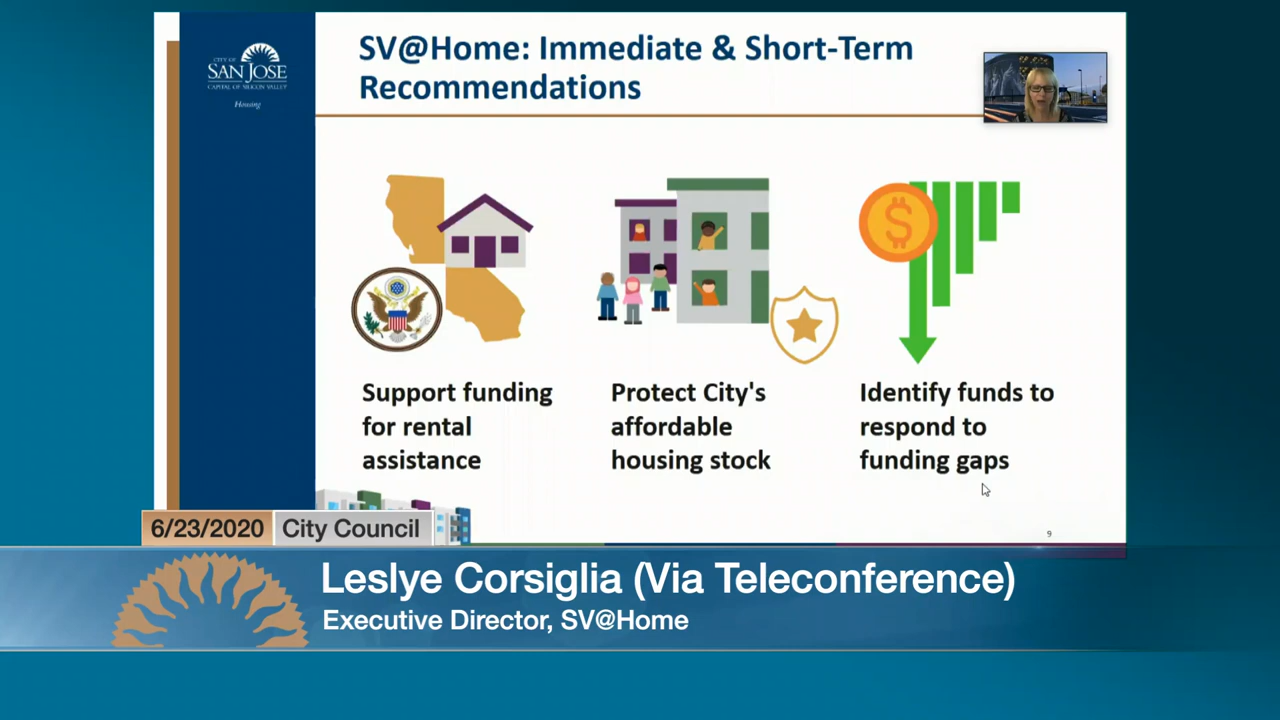 CITY OF
SAN JOSE
CAPITAL OF SILICON VALLEY
Housing
SV@Home: Immediate & Short-Term
Recommendations
$
Support funding
for rental
assistance
Protect City's
affordable
housing stock
Identify funds to
respond to
funding gaps
9
6/23/2020 City Council
Leslye Corsiglia (Via Teleconference)
Executive Director, SV@Home